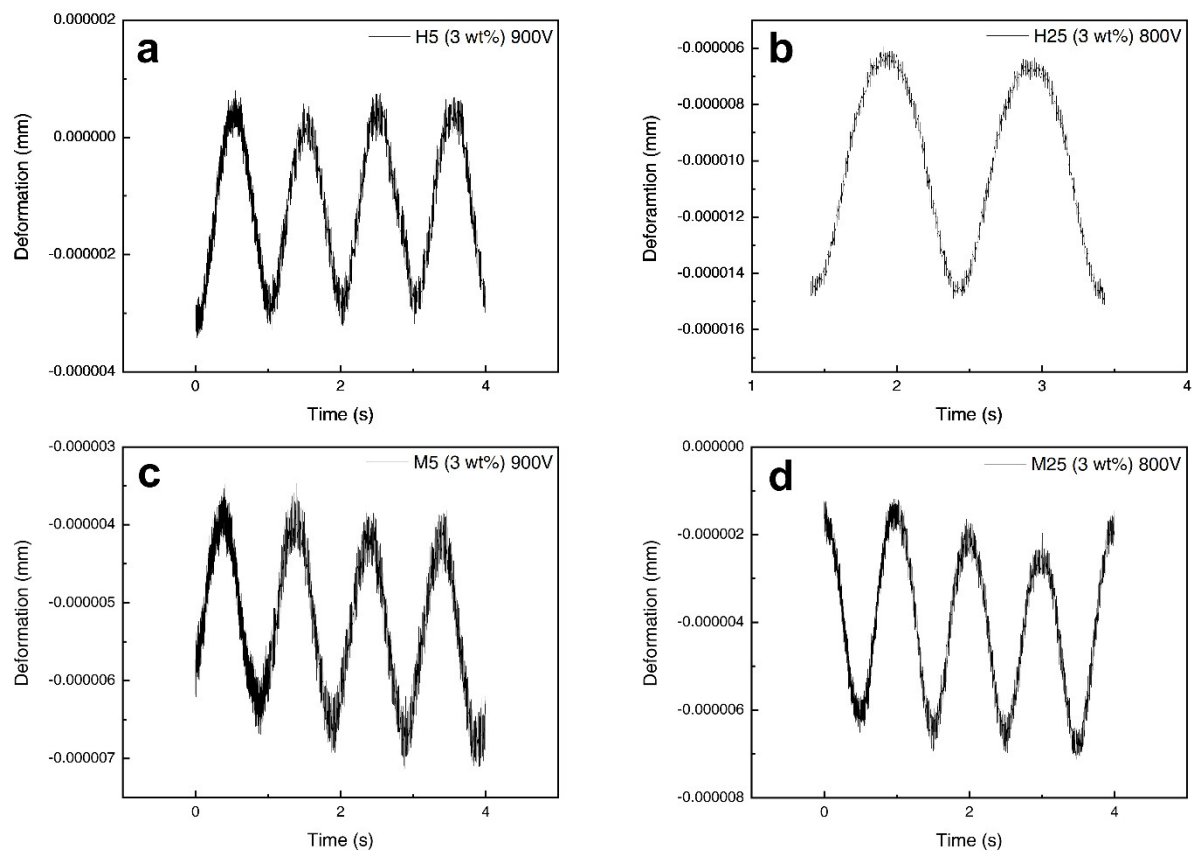 a
H5 (3 wt%) 900V
0.000002
0.000000
-0.000002
-0.000004
Deformation (mm)
0 2 4
Time (s)
b
H25 (3 wt%) 800V
-0.000006
-0.000008
-0.000010
-0.000012
-0.000014
-0.000016
Deforamtion (mm)
1 2 3 4
Time (s)
c
M5 (3 wt%) 900V
-0.000003
-0.000004
-0.000005
-0.000006
-0.000007
Deformation (mm)
0 2 4
Time (s)
d
M25 (3 wt%) 800V
0.000000
-0.000002
-0.000004
-0.000006
-0.000008
Deformation (mm)
0 2 4
Time (s)